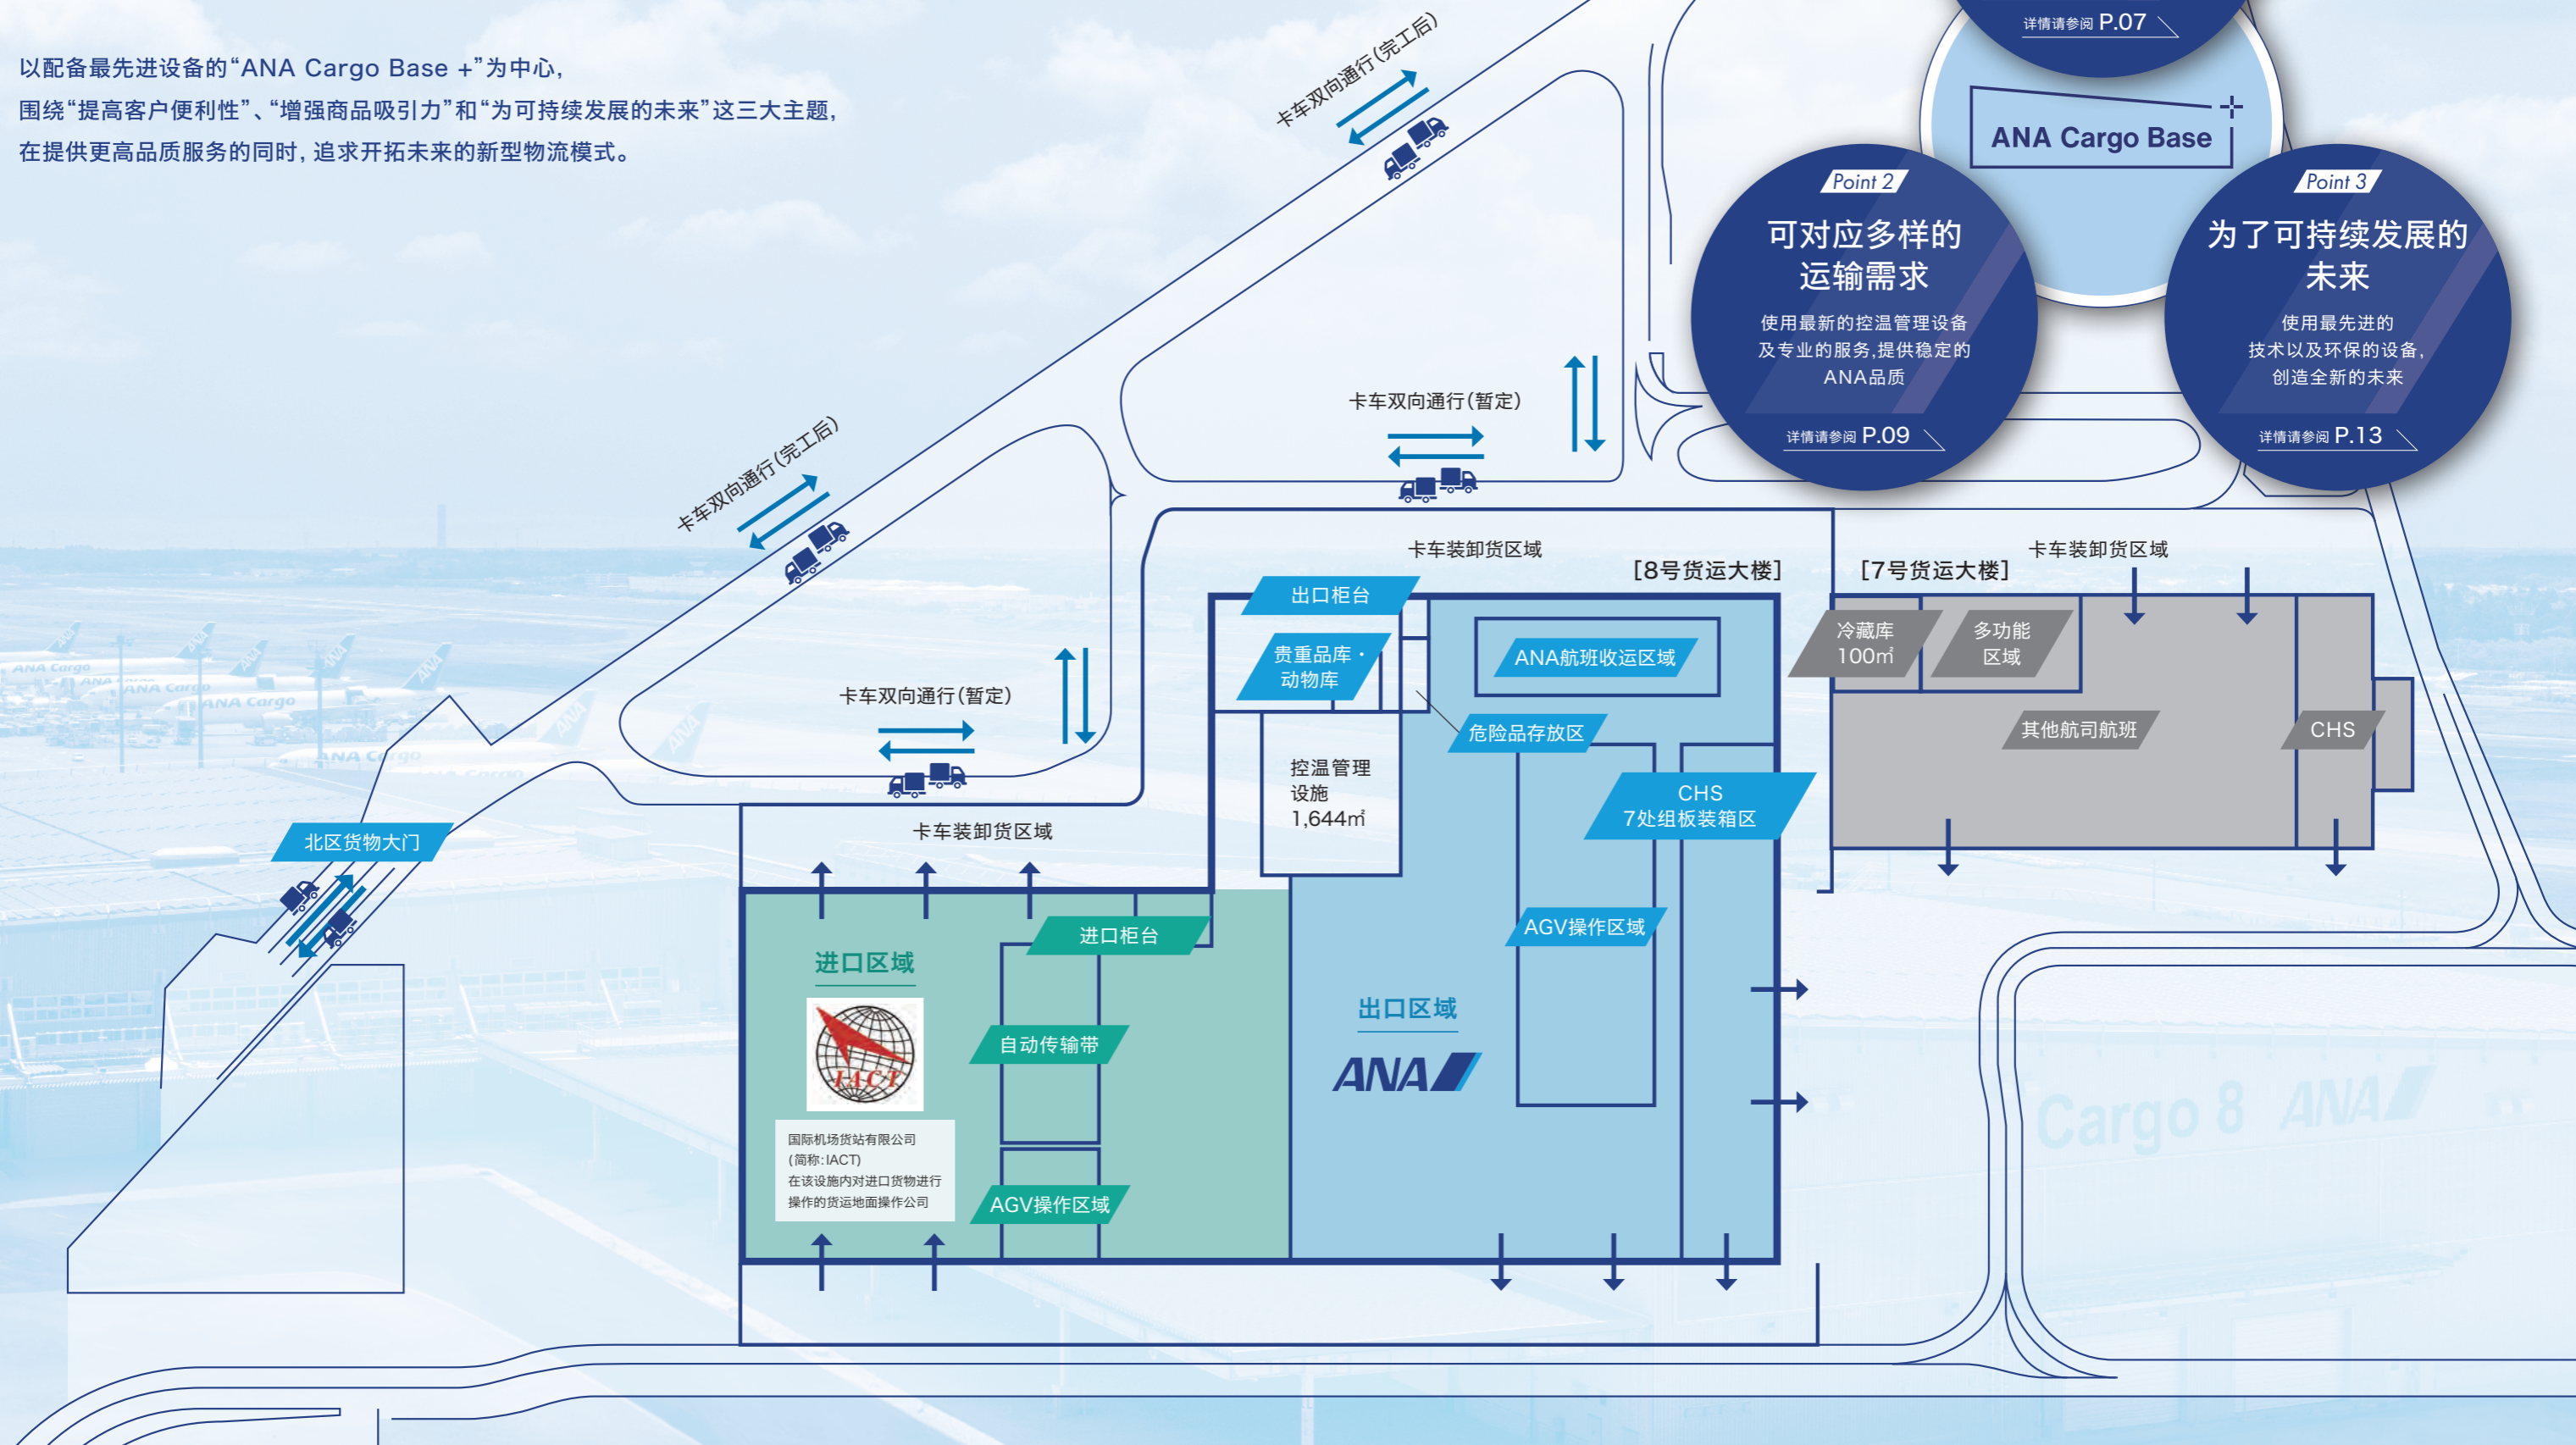 以配备最先进设备的“ANA Cargo Base +”为中心,
围绕“提高客户便利性”、“增强商品吸引力”和“为可持续发展的未来”这三大主题,
在提供更高品质服务的同时, 追求开拓未来的新型物流模式。
详情请参阅 P.07
ANA Cargo Base +
Point 2
可对应多样的
运输需求
使用最新的控温管理设备
及专业的服务,提供稳定的
ANA品质
详情请参阅 P.09
Point 3
为了可持续发展的
未来
使用最先进的
技术以及环保的设备,
创造全新的未来
详情请参阅 P.13
卡车双向通行(完工后)
卡车双向通行(暂定)
卡车双向通行(完工后)
卡车双向通行(暂定)
卡车装卸货区域
[8号货运大楼]
[7号货运大楼]
卡车装卸货区域
出口柜台
贵重品库・
动物库
ANA航班收运区域
危险品存放区
控温管理
设施
1,644㎡
CHS
7处组板装箱区
AGV操作区域
出口区域
ANA
冷藏库
100㎡
多功能
区域
其他航司航班
CHS
北区货物大门
卡车装卸货区域
进口柜台
进口区域
IACT
自动传输带
国际机场货站有限公司
(简称:IACT)
在该设施内对进口货物进行
操作的货运地面操作公司
AGV操作区域
ANA Cargo
ANA Cargo
ANA Cargo
ANA Cargo
ANA Cargo
Cargo 8 ANA